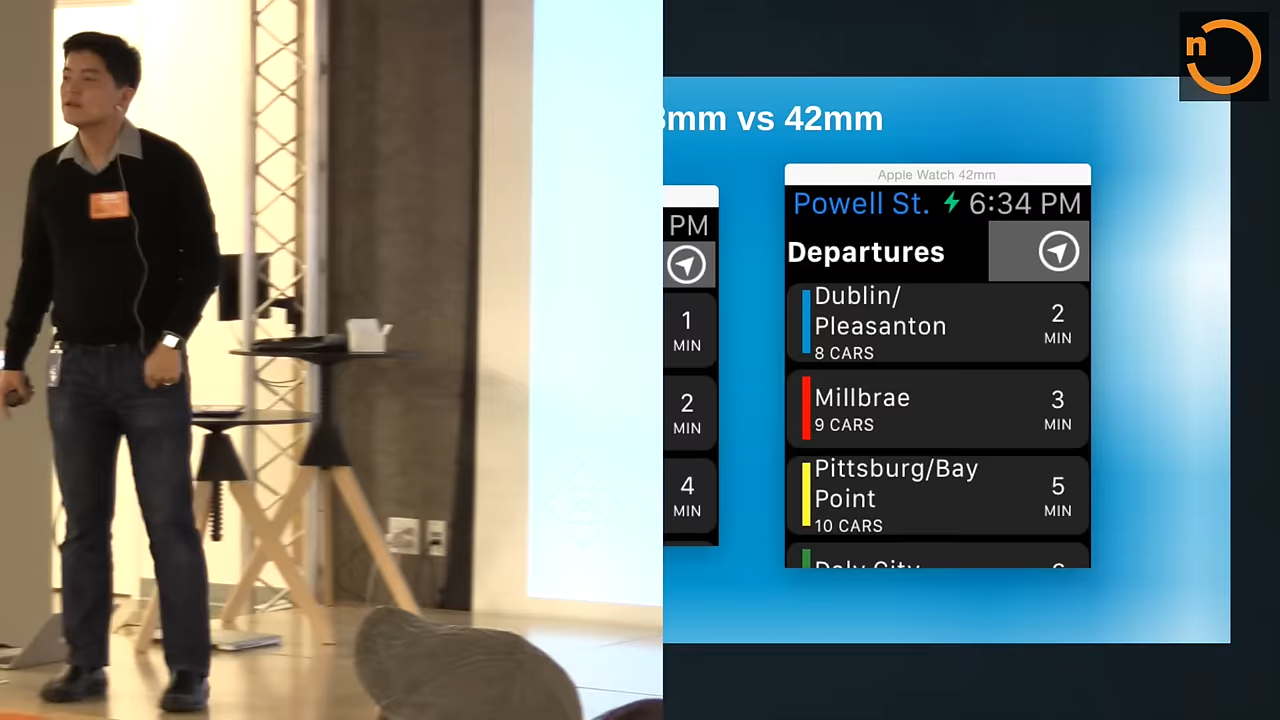 n
mm vs 42mm
PM
1
MIN
2
MIN
4
MIN
Apple Watch 42mm
Powell St. 6:34 PM
Departures
Dublin/
Pleasanton
8 CARS
2
MIN
Millbrae
9 CARS
3
MIN
Pittsburg/Bay
Point
10 CARS
5
MIN